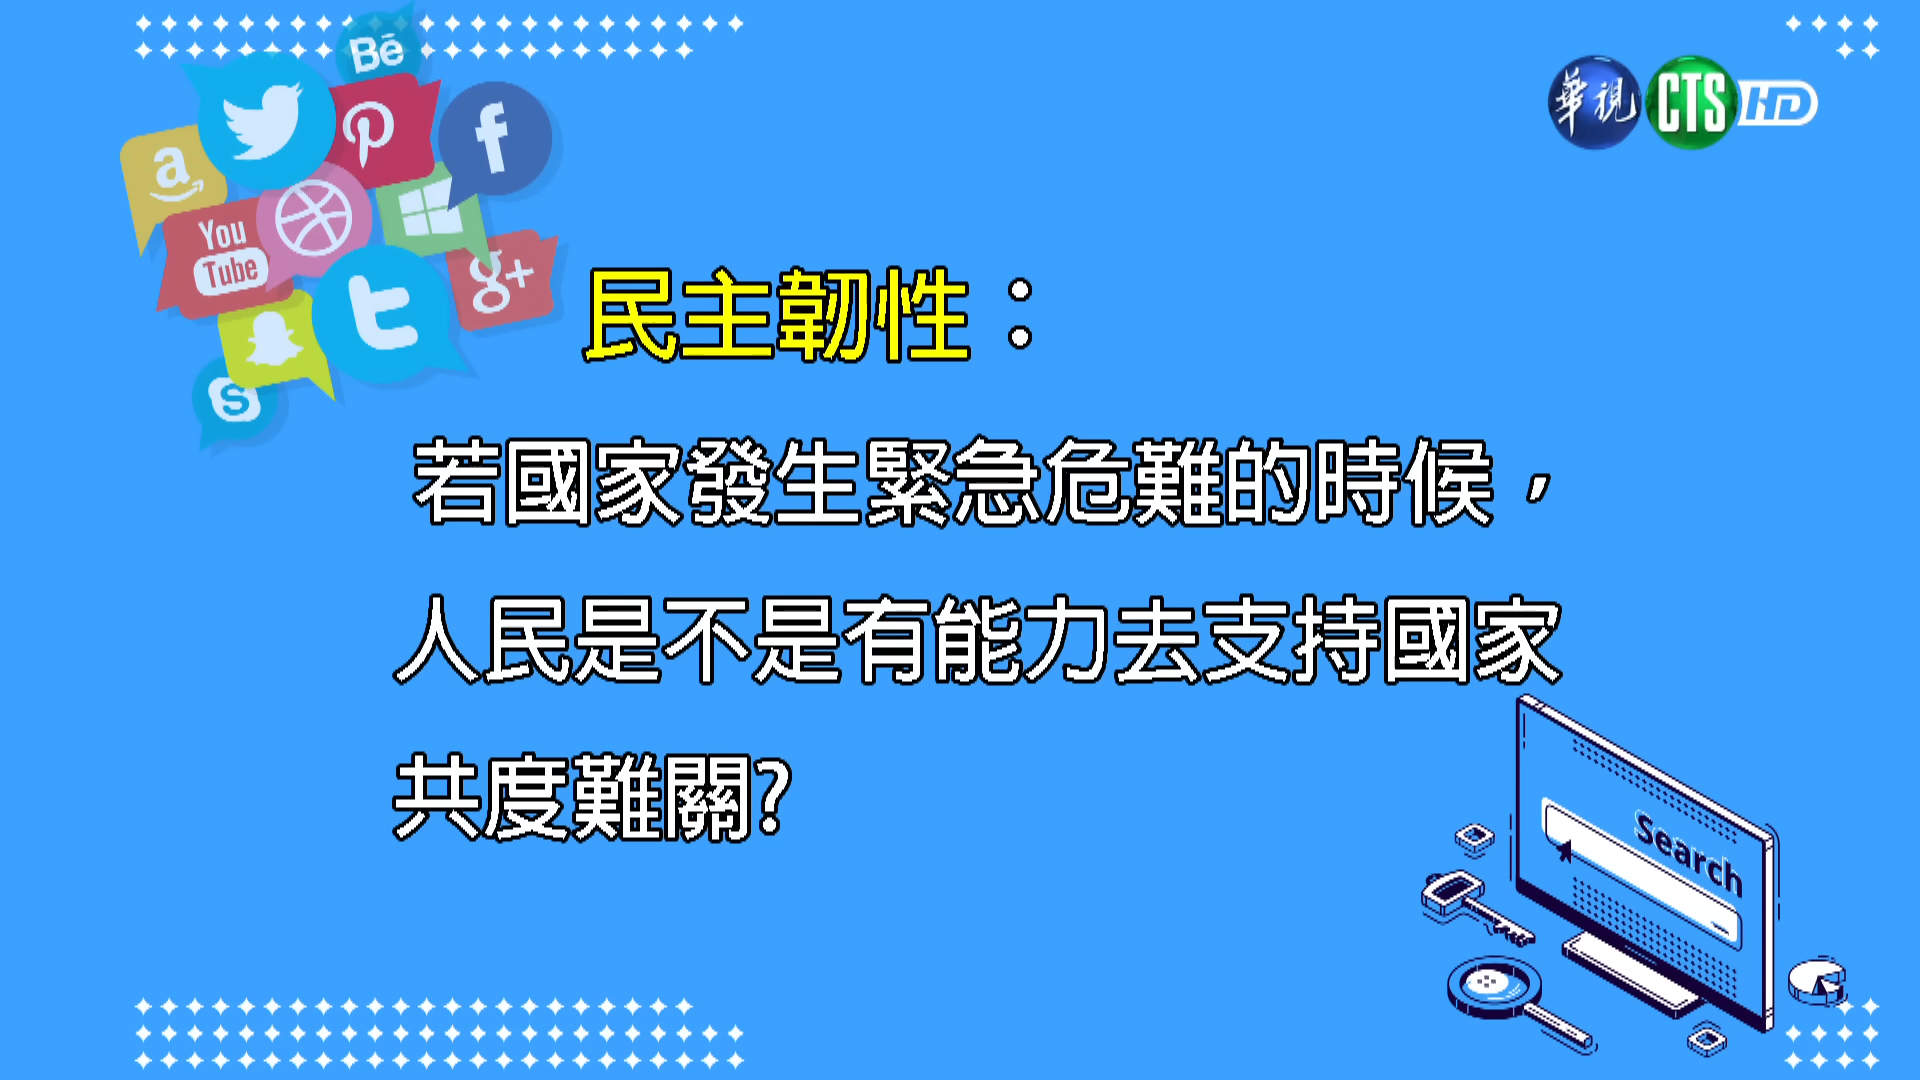 Bē
華視 CTS HD
a
p
f
You
Tube
g+
t
S
民主韌性：
若國家發生緊急危難的時候，
人民是不是有能力去支持國家
共度難關?
Search